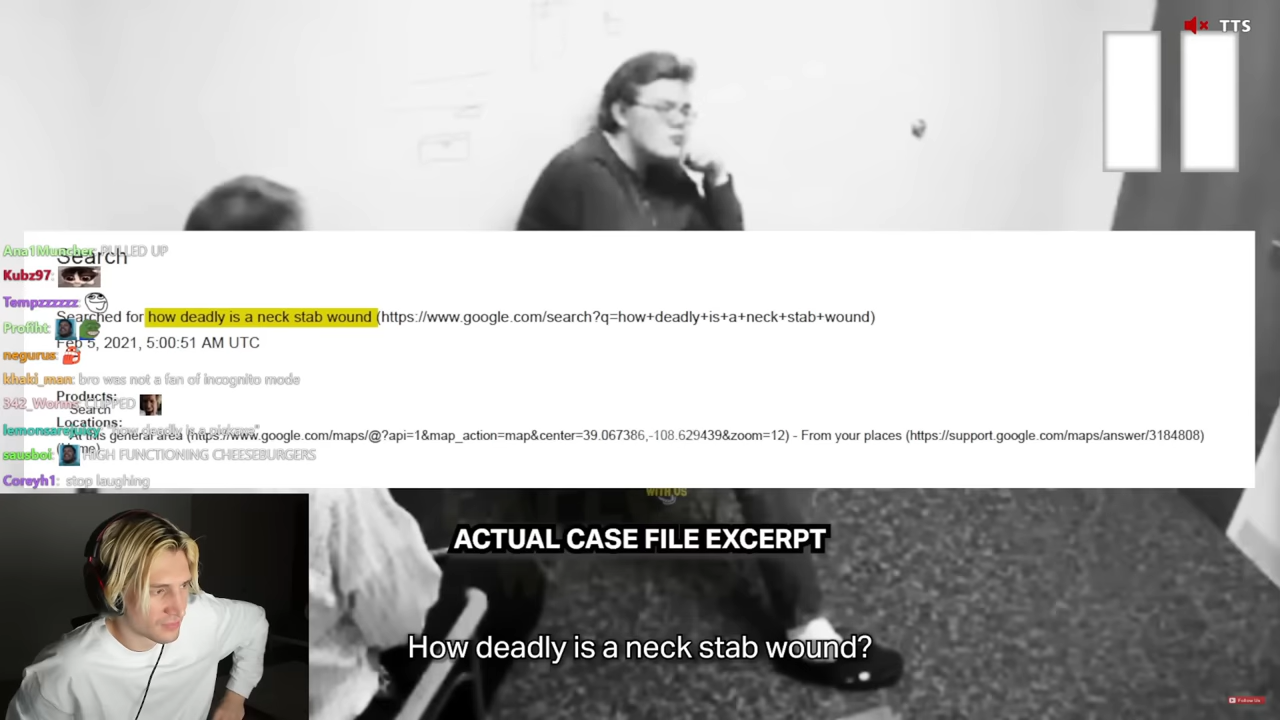 TTS
Search
Ana1Muncher: PULLED UP
Kubz97:
Tempzzzzzz:
Searched for how deadly is a neck stab wound (https://www.google.com/search?q=how+deadly+is+a+neck+stab+wound)
Profiht:
Feb 5, 2021, 5:00:51 AM UTC
negurus:
khaki_man: bro was not a fan of incognito mode
Products:
342_Worms: CLIPPED
Search
Locations:
At this general area (https://www.google.com/maps/@?api=1&map_action=map&center=39.067386,-108.629439&zoom=12) - From your places (https://support.google.com/maps/answer/3184808)
sausbol: HIGH FUNCTIONING CHEESEBURGERS
Coreyh1: stop laughing
WITH US
ACTUAL CASE FILE EXCERPT
How deadly is a neck stab wound?
Follow Us